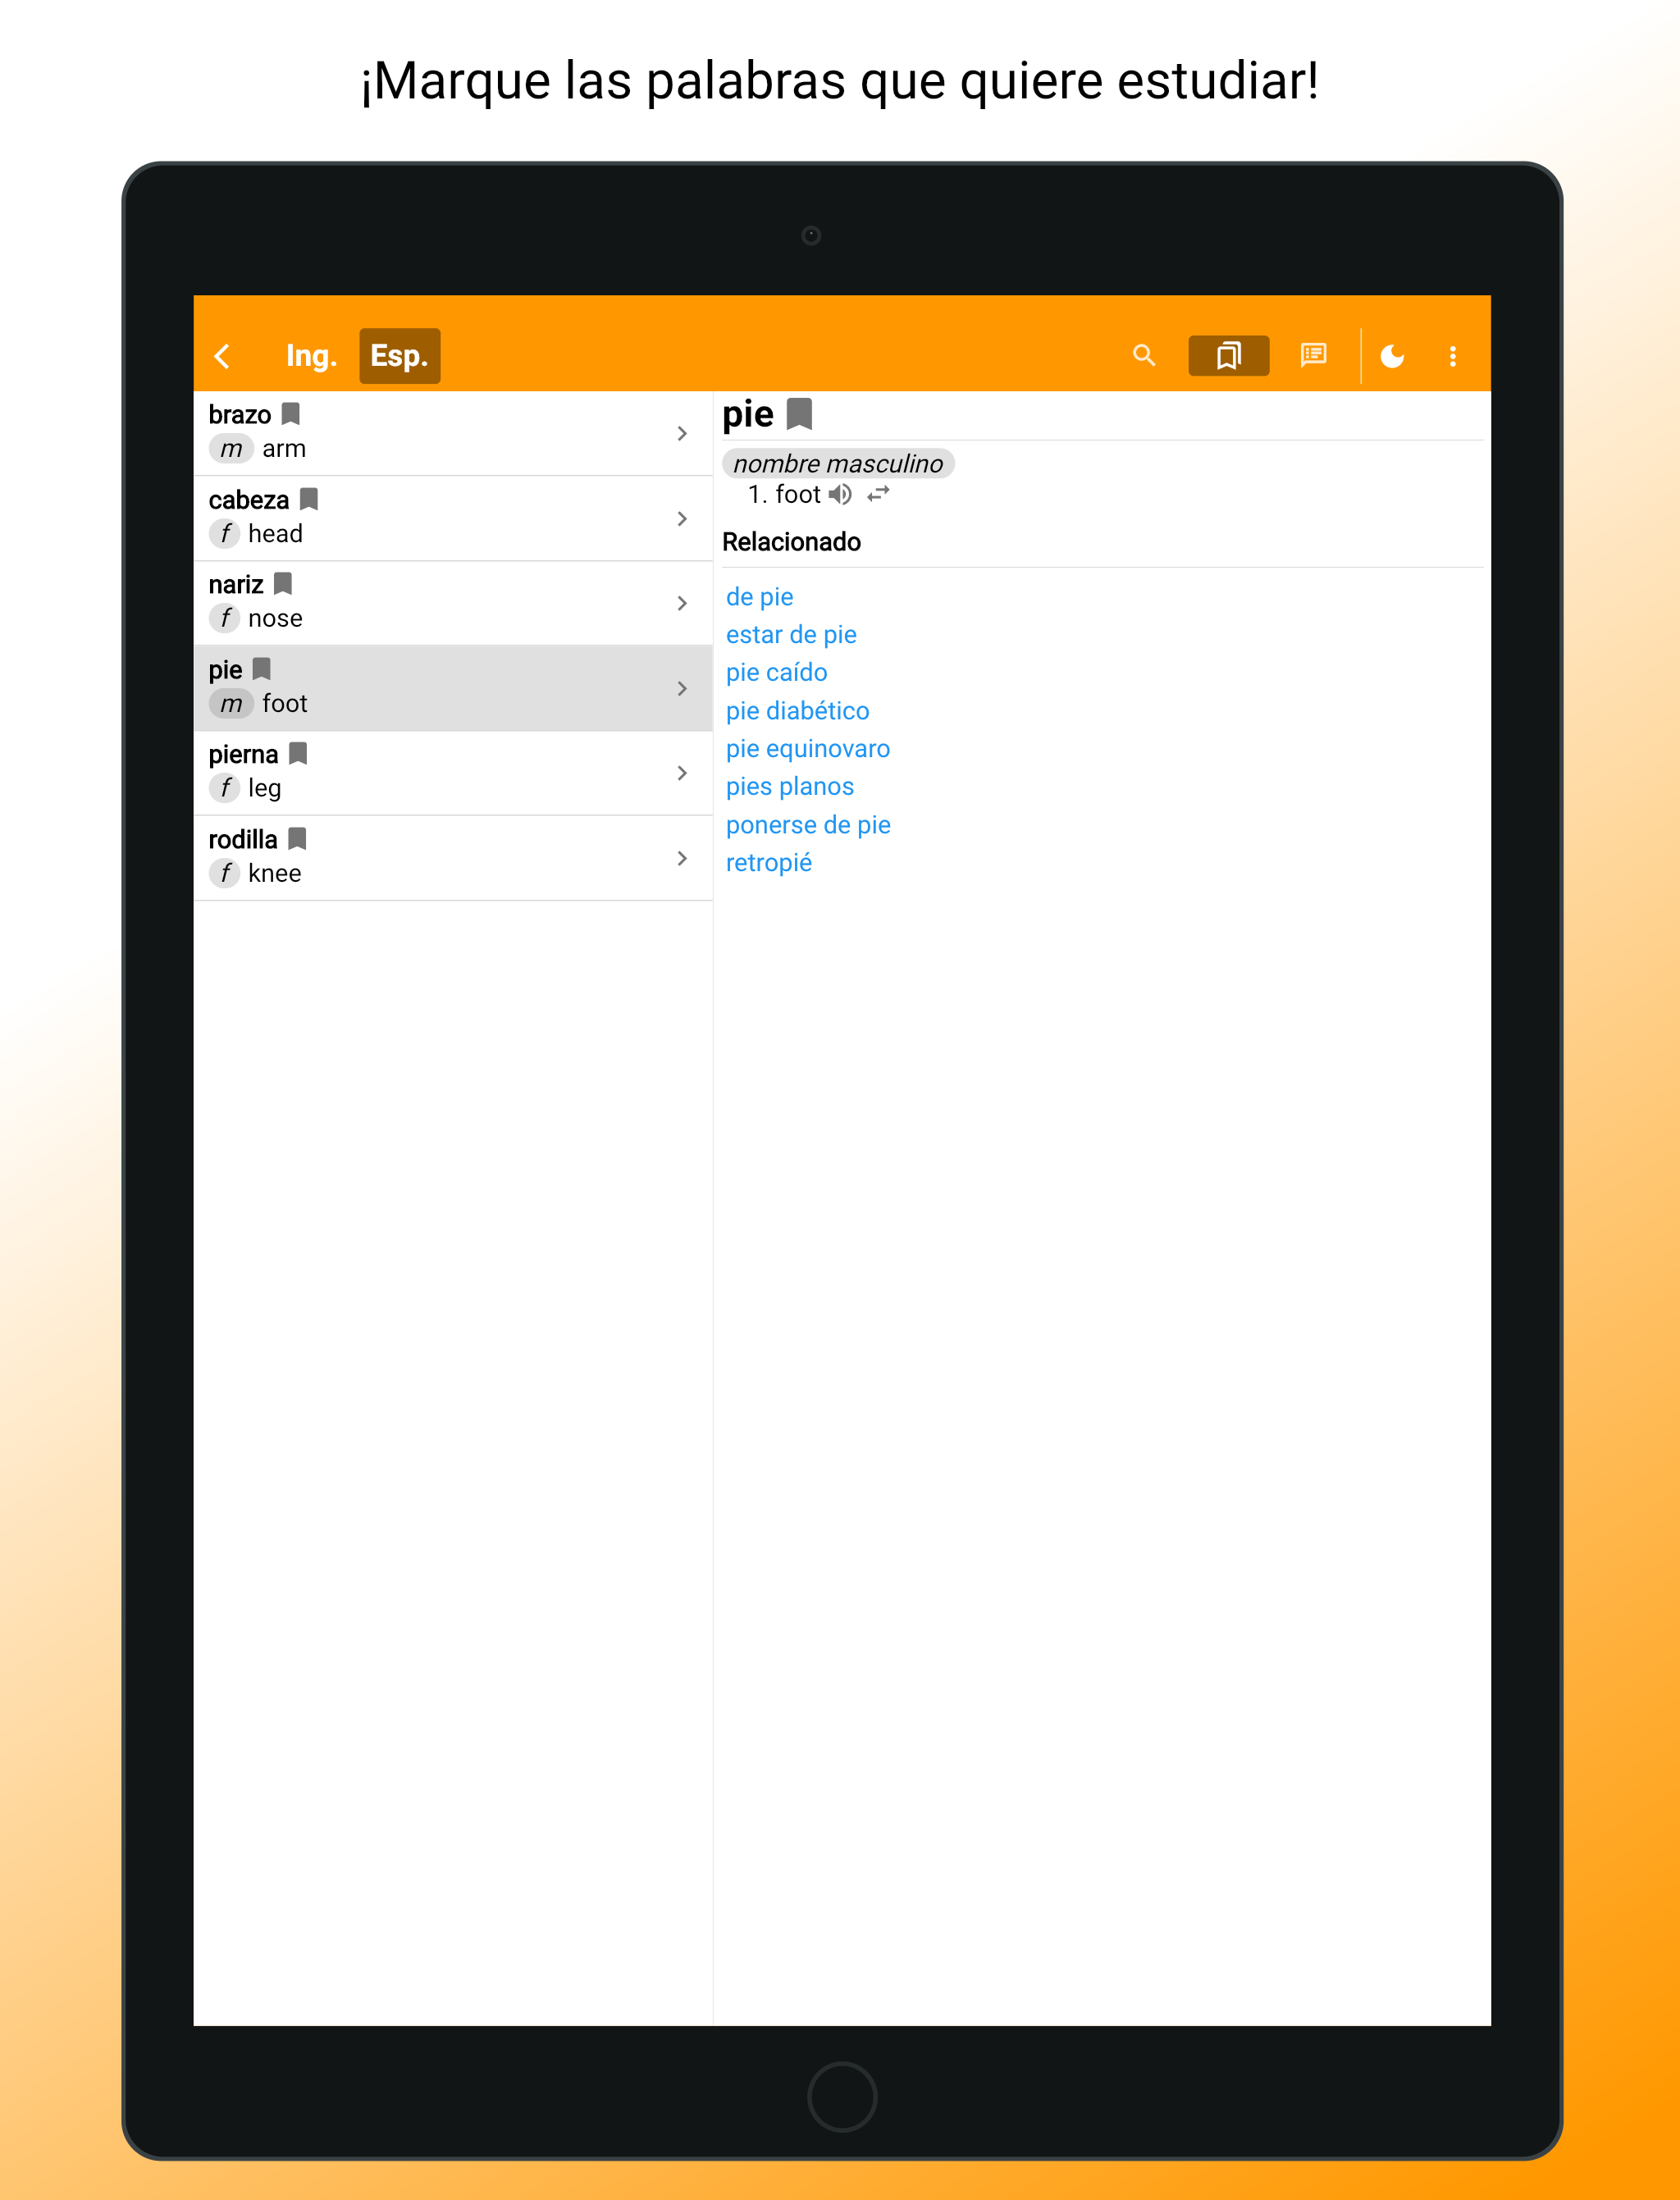 ¡Marque las palabras que quiere estudiar!
Ing. Esp.
brazo
m arm
cabeza
f head
nariz
f nose
pie
m foot
pierna
f leg
rodilla
f knee
pie
nombre masculino
1. foot
Relacionado
de pie
estar de pie
pie caído
pie diabético
pie equinovaro
pies planos
ponerse de pie
retropié